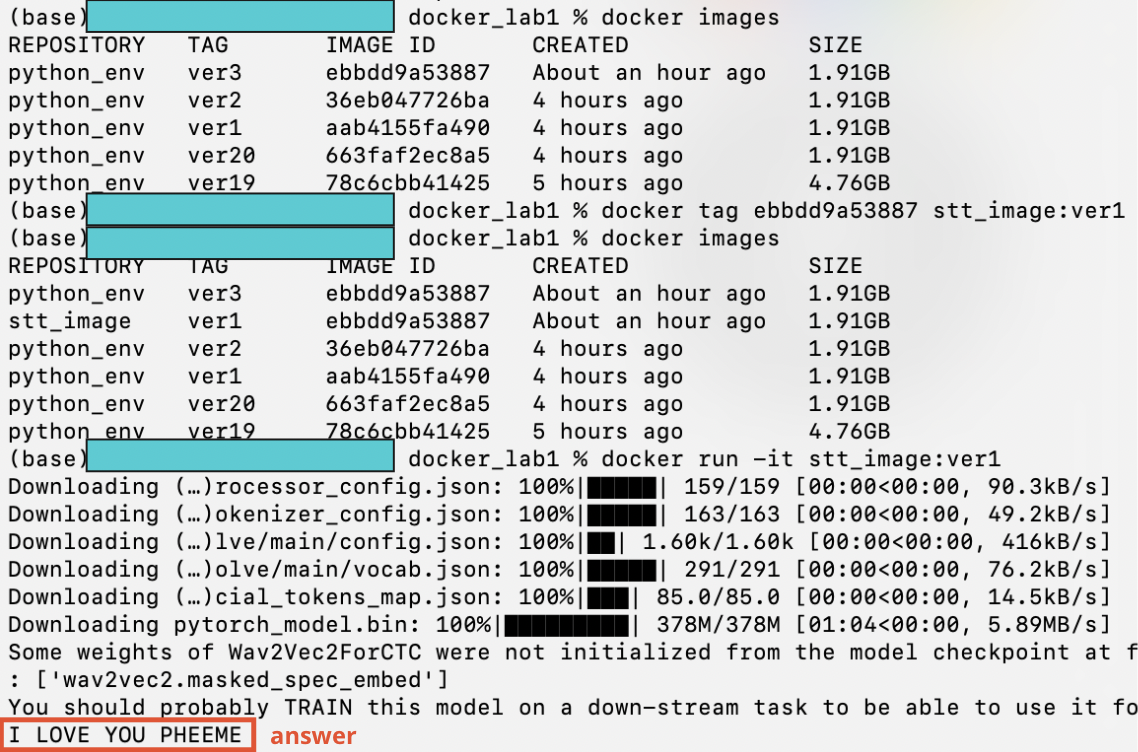 (base) docker_lab1 % docker images
REPOSITORY TAG IMAGE ID CREATED SIZE
python_env ver3 ebbdd9a53887 About an hour ago 1.91GB
python_env ver2 36eb047726ba 4 hours ago 1.91GB
python_env ver1 aab4155fa490 4 hours ago 1.91GB
python_env ver20 663faf2ec8a5 4 hours ago 1.91GB
python_env ver19 78c6cbb41425 5 hours ago 4.76GB
(base) docker_lab1 % docker tag ebbdd9a53887 stt_image:ver1
(base) docker_lab1 % docker images
REPOSITORY TAG IMAGE ID CREATED SIZE
python_env ver3 ebbdd9a53887 About an hour ago 1.91GB
stt_image ver1 ebbdd9a53887 About an hour ago 1.91GB
python_env ver2 36eb047726ba 4 hours ago 1.91GB
python_env ver1 aab4155fa490 4 hours ago 1.91GB
python_env ver20 663faf2ec8a5 4 hours ago 1.91GB
python_env ver19 78c6cbb41425 5 hours ago 4.76GB
(base) docker_lab1 % docker run -it stt_image:ver1
Downloading (…)rocessor_config.json: 100%|█████| 159/159 [00:00<00:00, 90.3kB/s]
Downloading (…)okenizer_config.json: 100%|█████| 163/163 [00:00<00:00, 49.2kB/s]
Downloading (…)lve/main/config.json: 100%|██| 1.60k/1.60k [00:00<00:00, 416kB/s]
Downloading (…)olve/main/vocab.json: 100%|█████| 291/291 [00:00<00:00, 76.2kB/s]
Downloading (…)cial_tokens_map.json: 100%|███| 85.0/85.0 [00:00<00:00, 14.5kB/s]
Downloading pytorch_model.bin: 100%|█████████| 378M/378M [01:04<00:00, 5.89MB/s]
Some weights of Wav2Vec2ForCTC were not initialized from the model checkpoint at f
: ['wav2vec2.masked_spec_embed']
You should probably TRAIN this model on a down-stream task to be able to use it fo
I LOVE YOU PHEEME answer